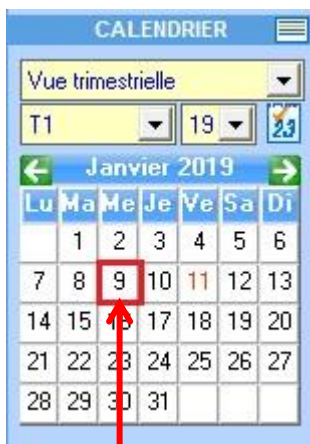 CALENDRIER
Vue trimestrielle
T1 19 23
Janvier 2019
Lu Ma Me Je Ve Sa Di
1 2 3 4 5 6
7 8 9 10 11 12 13
14 15 16 17 18 19 20
21 22 23 24 25 26 27
28 29 30 31